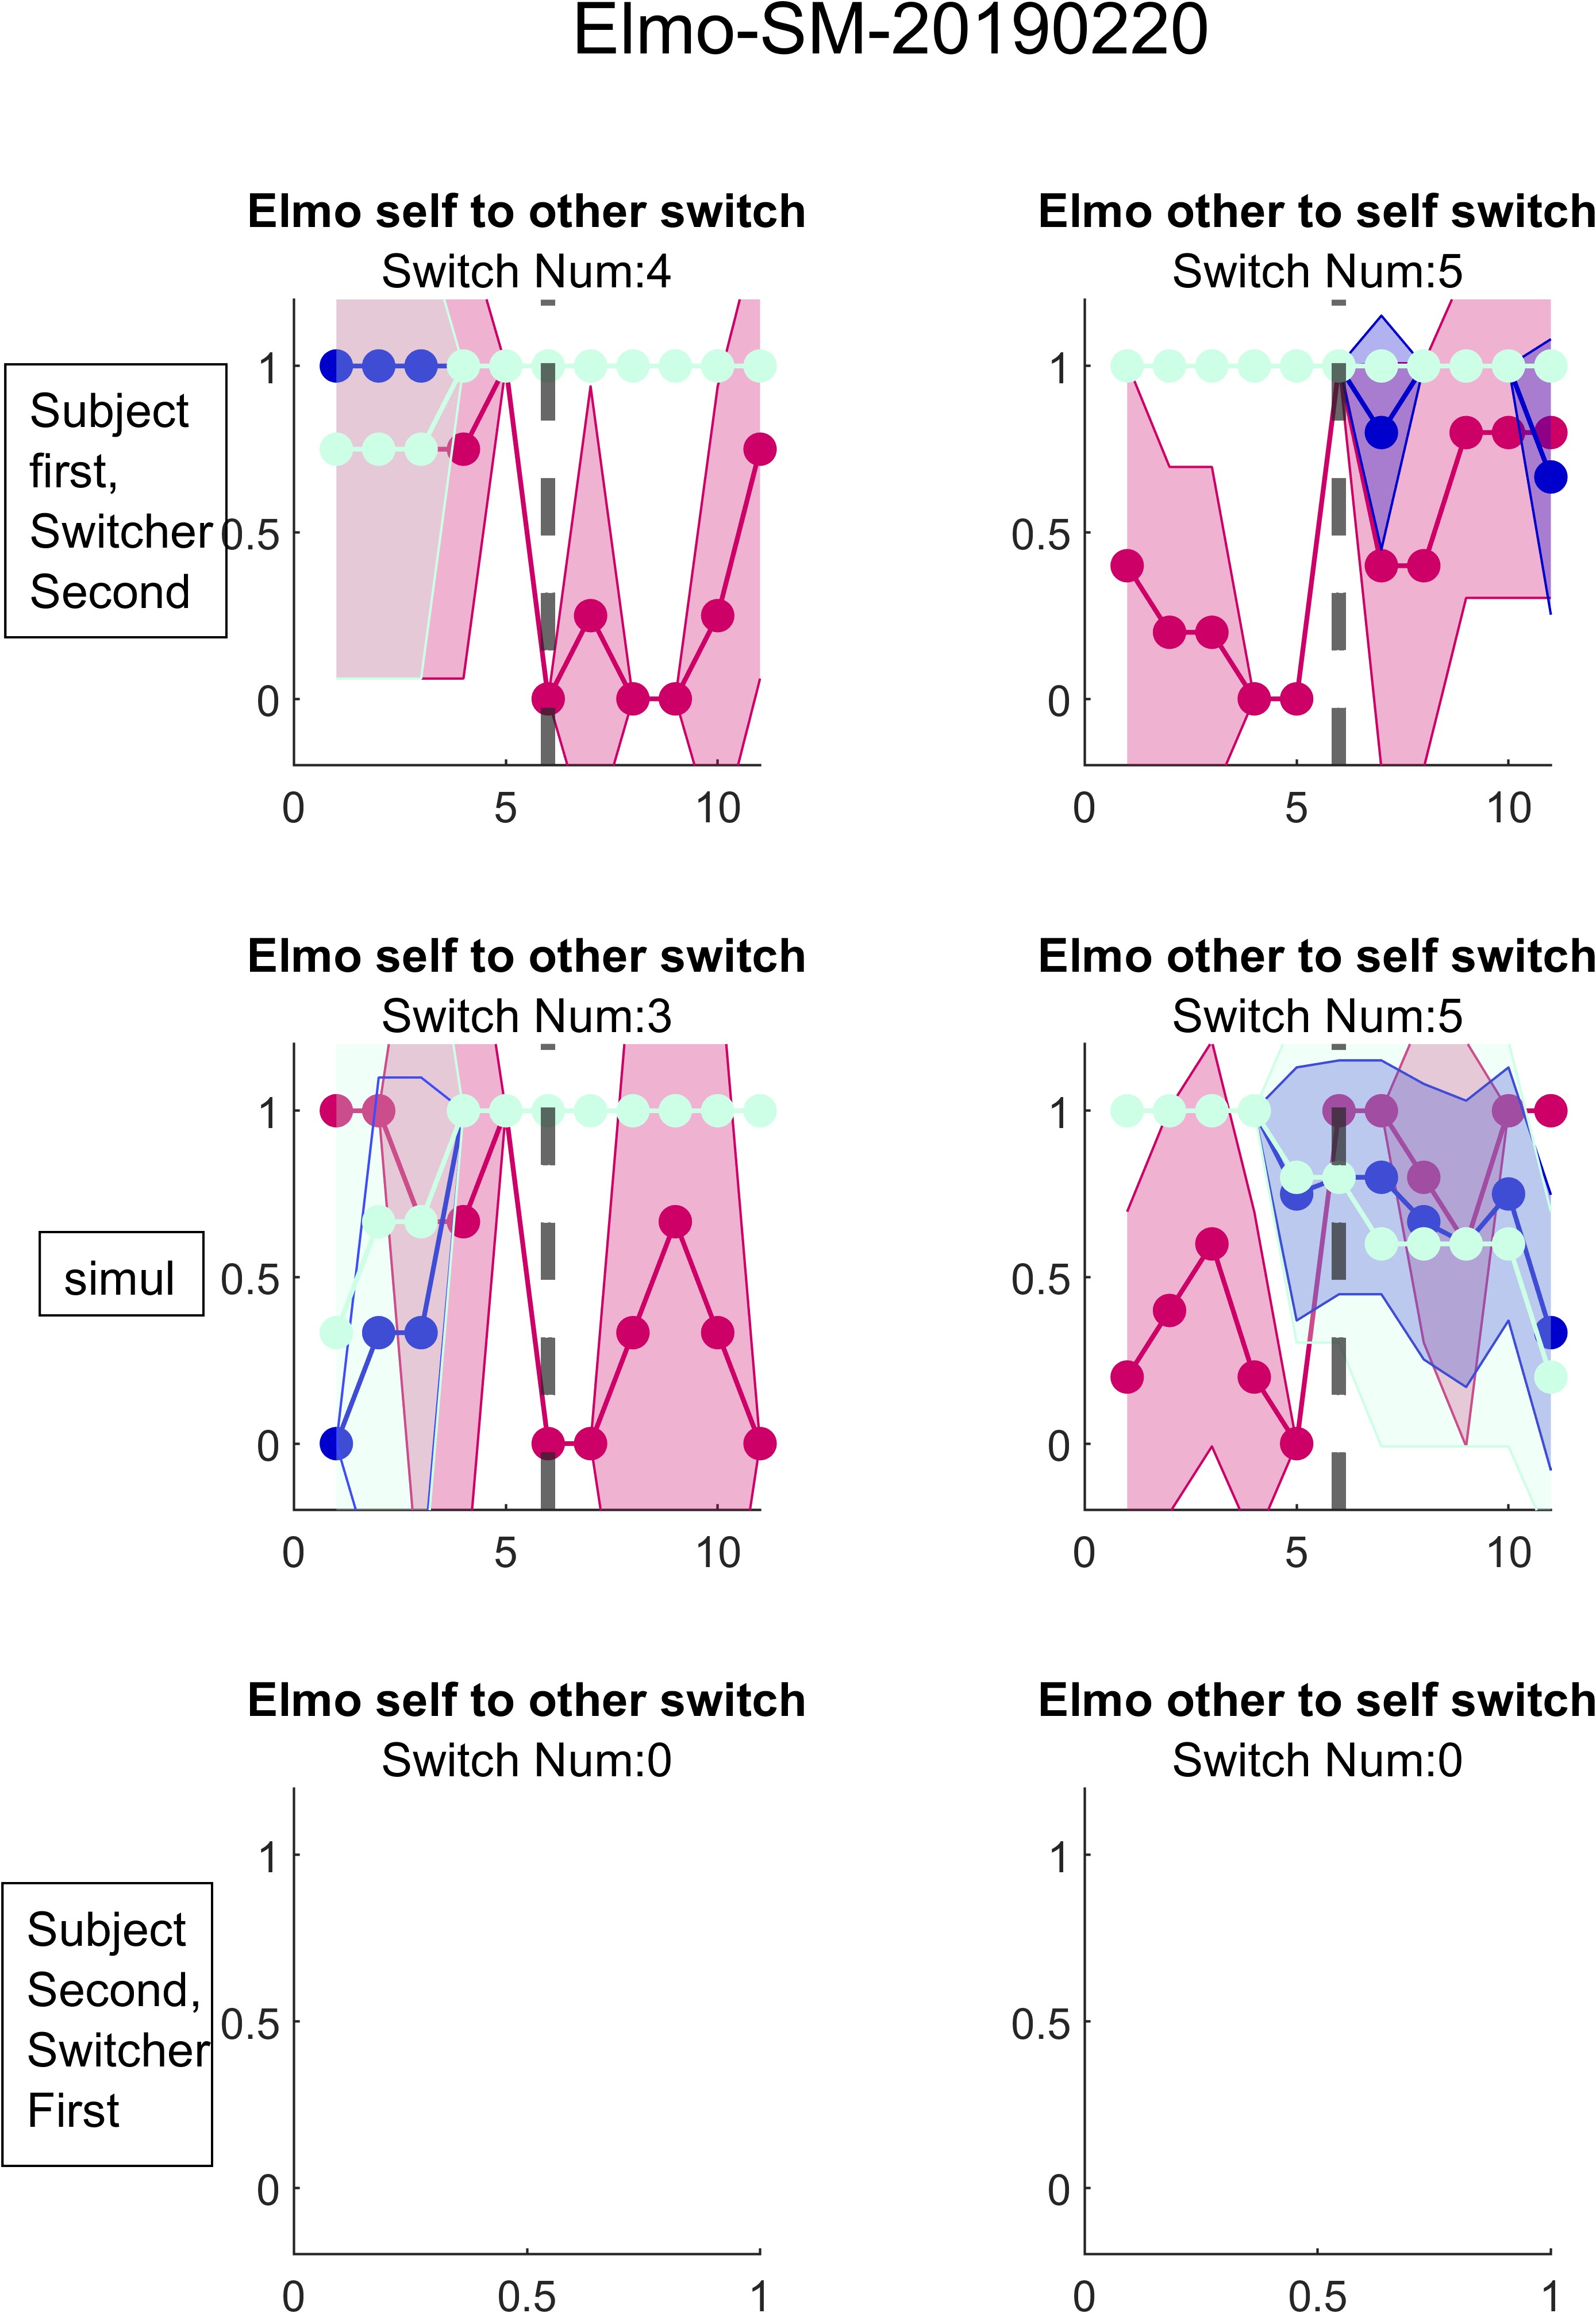 Elmo-SM-20190220
Elmo self to other switch
Switch Num:4
Elmo other to self switch
Switch Num:5
Subject
first,
Switcher
Second
1
0.5
0
0 5 10
1
0.5
0
0 5 10
Elmo self to other switch
Switch Num:3
Elmo other to self switch
Switch Num:5
simul
1
0.5
0
0 5 10
1
0.5
0
0 5 10
Elmo self to other switch
Switch Num:0
Elmo other to self switch
Switch Num:0
Subject
Second,
Switcher
First
1
0.5
0
0 0.5 1
1
0.5
0
0 0.5 1